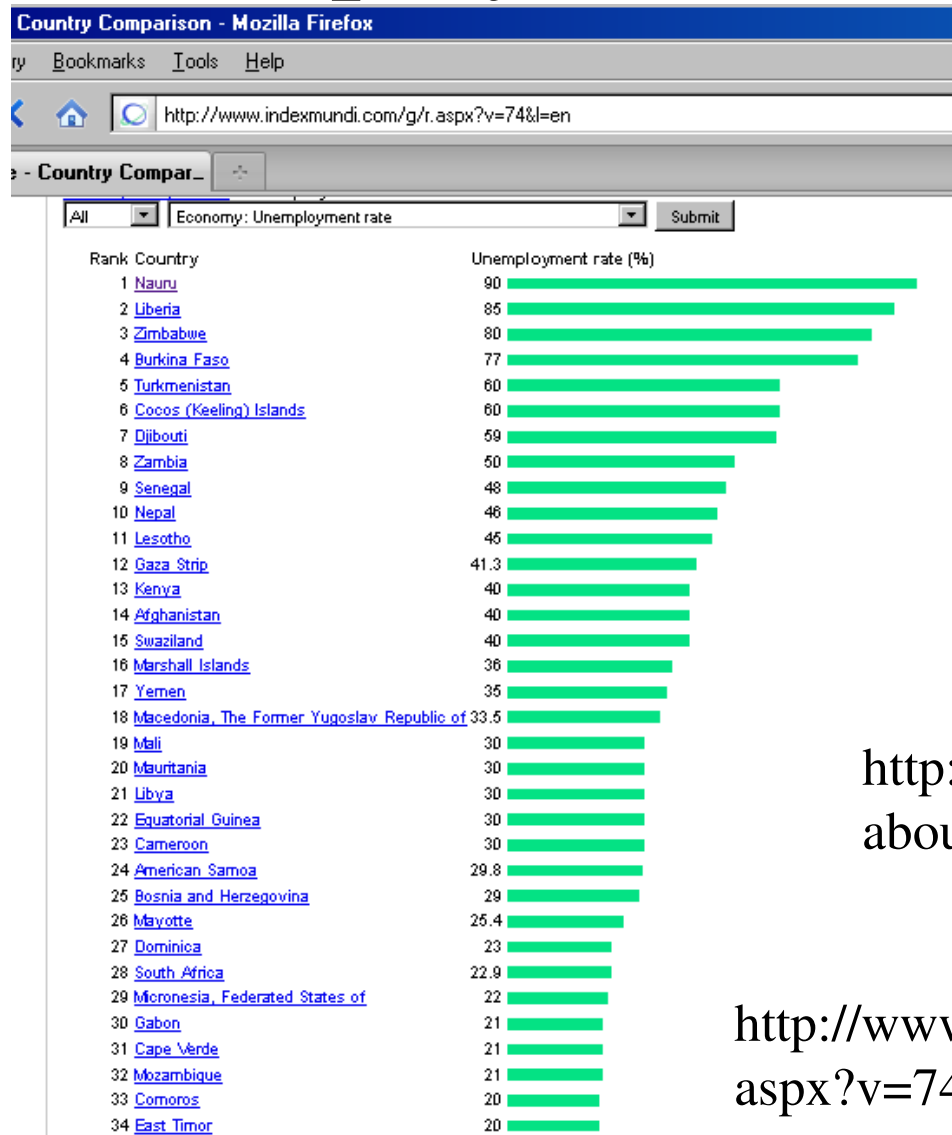 Country Comparison - Mozilla Firefox
ry Bookmarks Tools Help
http://www.indexmundi.com/g/r.aspx?v=74&l=en
e - Country Compar_
All Economy: Unemployment rate Submit
Rank Country Unemployment rate (%)
1 Nauru 90
2 Liberia 85
3 Zimbabwe 80
4 Burkina Faso 77
5 Turkmenistan 60
6 Cocos (Keeling) Islands 60
7 Djibouti 59
8 Zambia 50
9 Senegal 48
10 Nepal 46
11 Lesotho 45
12 Gaza Strip 41.3
13 Kenya 40
14 Afghanistan 40
15 Swaziland 40
16 Marshall Islands 36
17 Yemen 35
18 Macedonia, The Former Yugoslav Republic of 33.5
19 Mali 30
20 Mauritania 30
21 Libya 30
22 Equatorial Guinea 30
23 Cameroon 30
24 American Samoa 29.8
25 Bosnia and Herzegovina 29
26 Mayotte 25.4
27 Dominica 23
28 South Africa 22.9
29 Micronesia, Federated States of 22
30 Gabon 21
31 Cape Verde 21
32 Mozambique 21
33 Comoros 20
34 East Timor 20
http:
abou
http://www
aspx?v=74